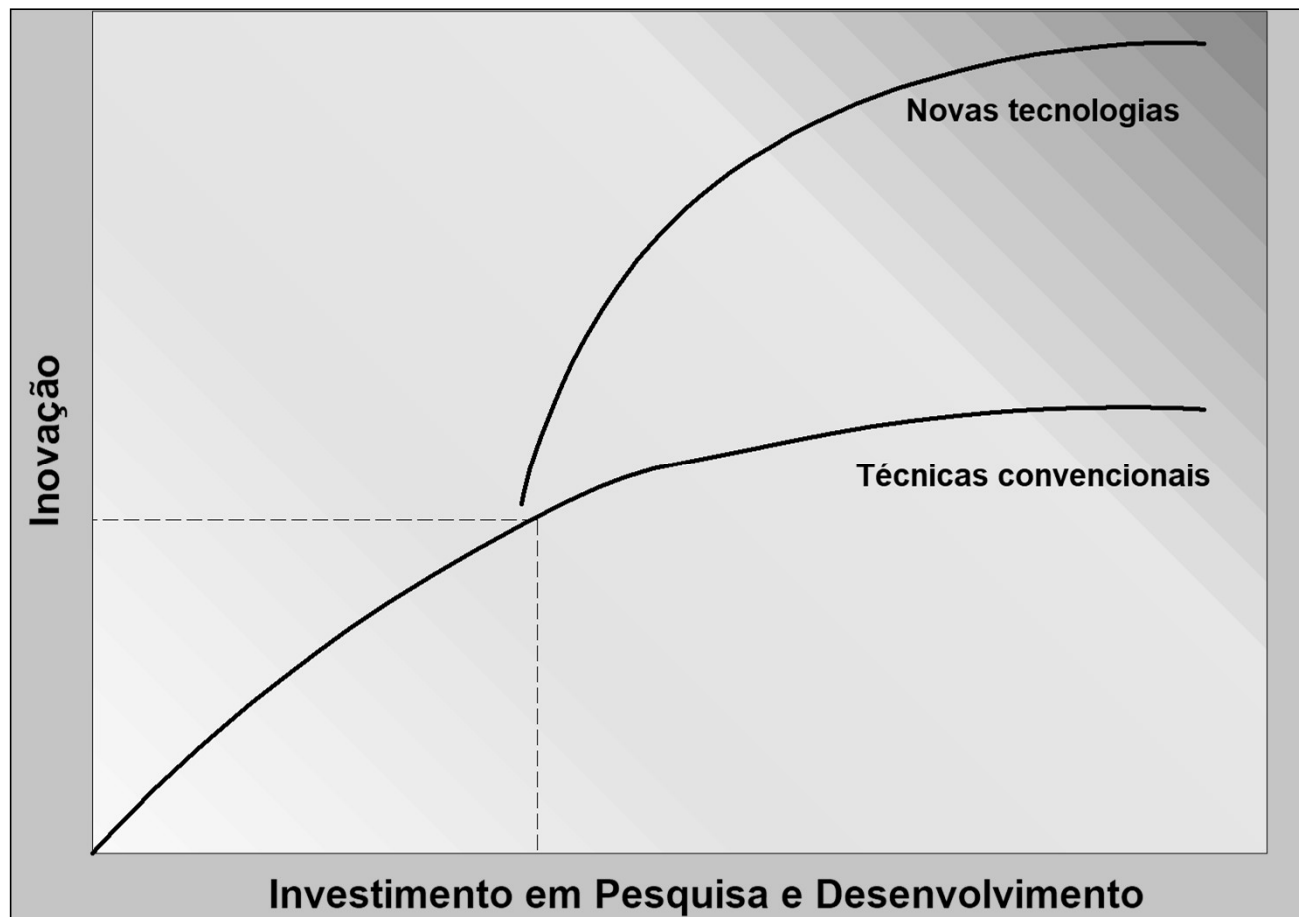 Novas tecnologias
Técnicas convencionais
Inovação
Investimento em Pesquisa e Desenvolvimento